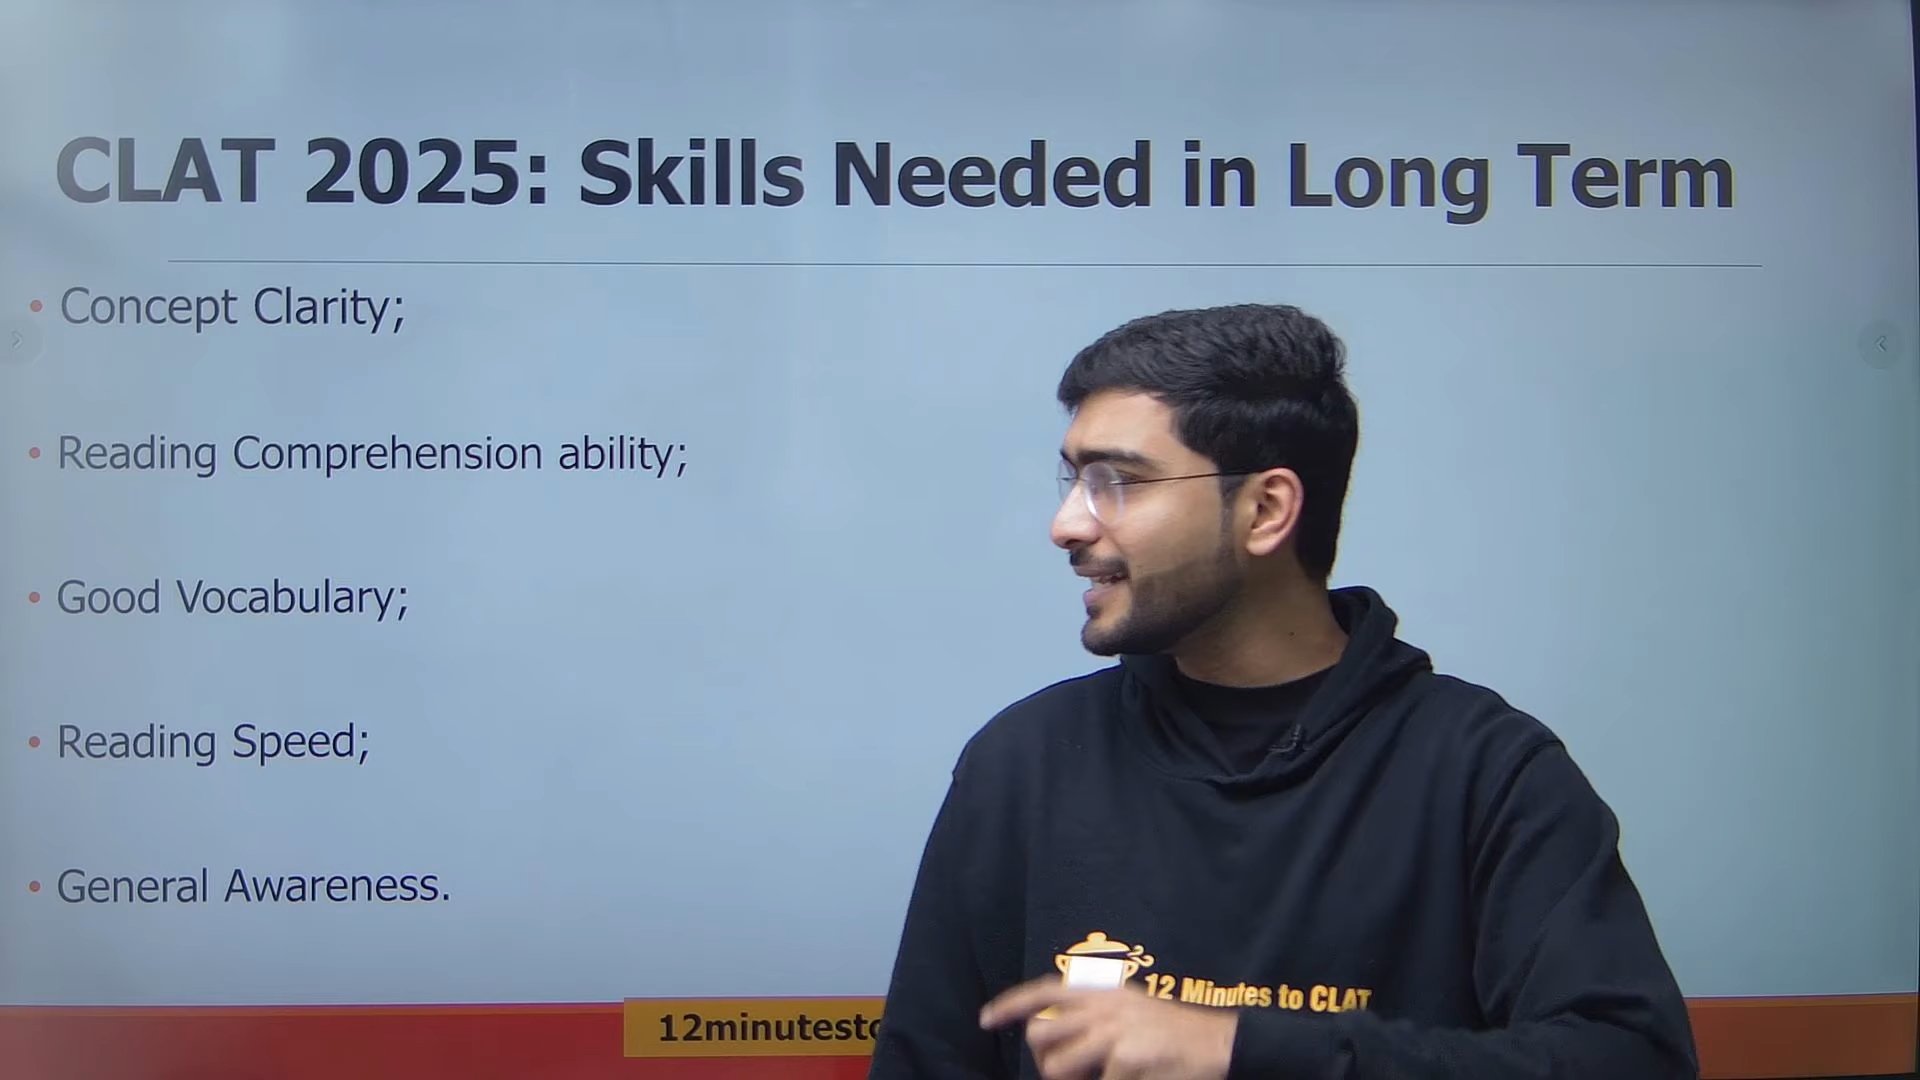 CLAT 2025: Skills Needed in Long Term
• Concept Clarity;
• Reading Comprehension ability;
• Good Vocabulary;
• Reading Speed;
• General Awareness.
12 Minutes to CLAT
12minutesto